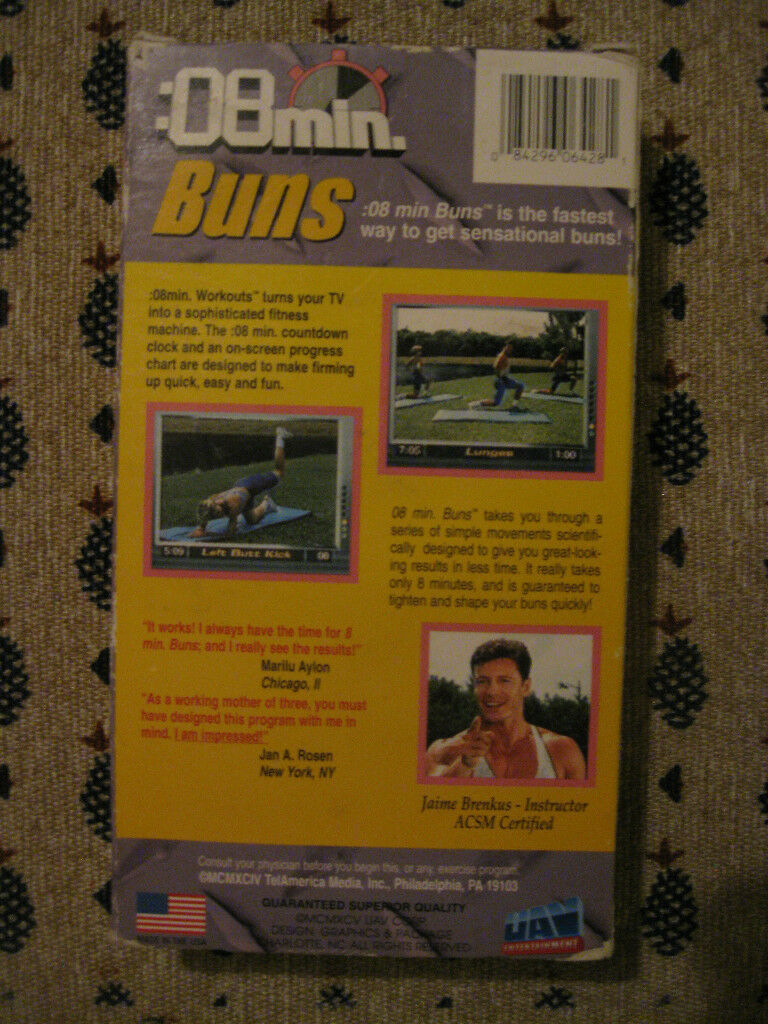 :08 min.
Buns
0 84296 06428 1
:08 min Buns™ is the fastest
way to get sensational buns!
:08min. Workouts™ turns your TV
into a sophisticated fitness
machine. The :08 min. countdown
clock and an on-screen progress
chart are designed to make firming
up quick, easy and fun.
7:05 Lunges 1:00
5:09 Left Butt Kick :08
08 min. Buns™ takes you through a
series of simple movements scientifi-
cally designed to give you great-look-
ing results in less time. It really takes
only 8 minutes, and is guaranteed to
tighten and shape your buns quickly!
"It works! I always have the time for 8
min. Buns; and I really see the results!"
Marilu Aylon
Chicago, Il
"As a working mother of three, you must
have designed this program with me in
mind. I am impressed!"
Jan A. Rosen
New York, NY
Jaime Brenkus - Instructor
ACSM Certified
Consult your physician before you begin this, or any, exercise program.
©MCMXCIV TelAmerica Media, Inc., Philadelphia, PA 19103
GUARANTEED SUPERIOR QUALITY
©MCMXCV UAV CORP.
DESIGN, GRAPHICS & PACKAGE
CHARLOTTE, NC ALL RIGHTS RESERVED
MADE IN THE USA
UAV
ENTERTAINMENT